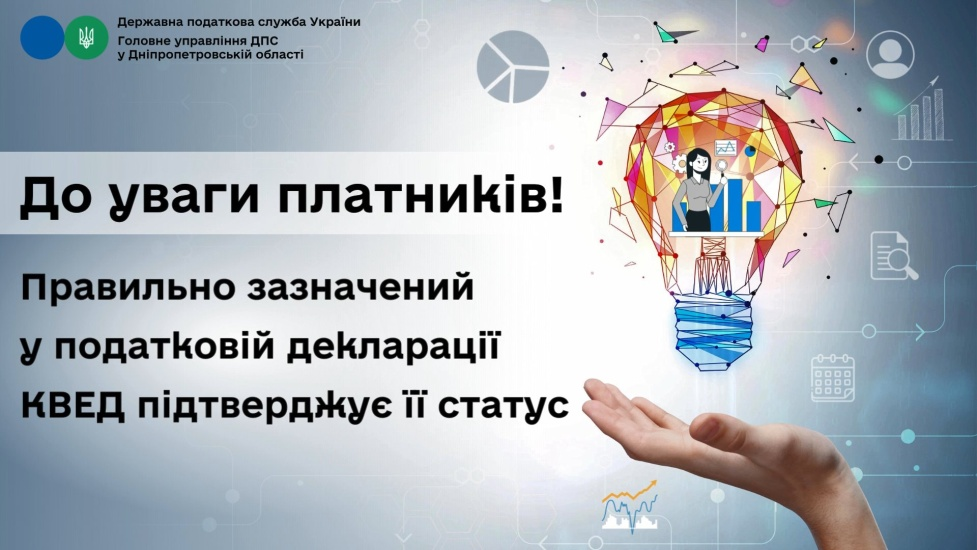 Державна податкова служба України
Головне управління ДПС
у Дніпропетровській області
До уваги платників!
Правильно зазначений
у податковій декларації
КВЕД підтверджує її статус